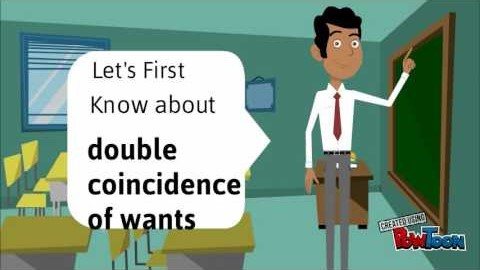 Let's First
Know about
double
coincidence
of wants
CREATED USING
POWTOON